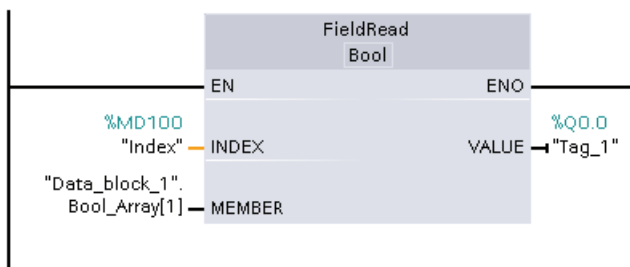 FieldRead
Bool
EN ENO
%MD100 %Q0.0
"Index" INDEX VALUE "Tag_1"
"Data_block_1".
Bool_Array[1] MEMBER